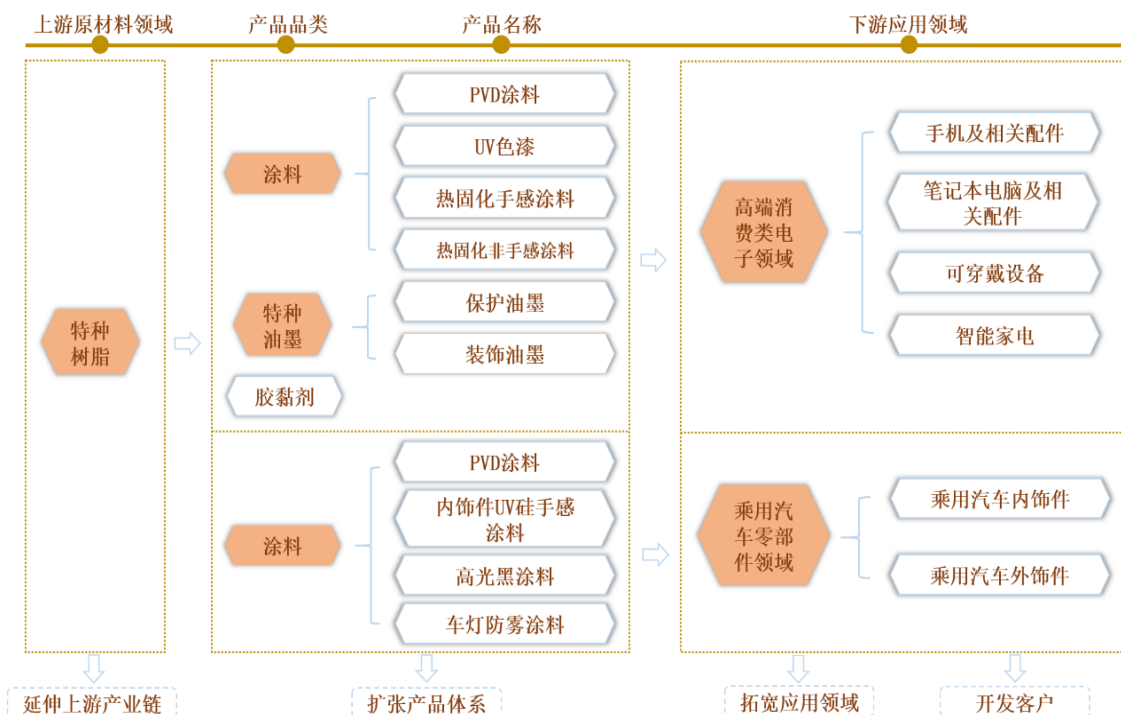 上游原材料领域
产品品类
产品名称
下游应用领域
特种
树脂
涂料
PVD涂料
UV色漆
热固化手感涂料
热固化非手感涂料
特种
油墨
保护油墨
装饰油墨
胶黏剂
高端消
费类电
子领域
手机及相关配件
笔记本电脑及相
关配件
可穿戴设备
智能家电
涂料
PVD涂料
内饰件UV硅手感
涂料
高光黑涂料
车灯防雾涂料
乘用汽
车零部
件领域
乘用汽车内饰件
乘用汽车外饰件
延伸上游产业链
扩张产品体系
拓宽应用领域
开发客户